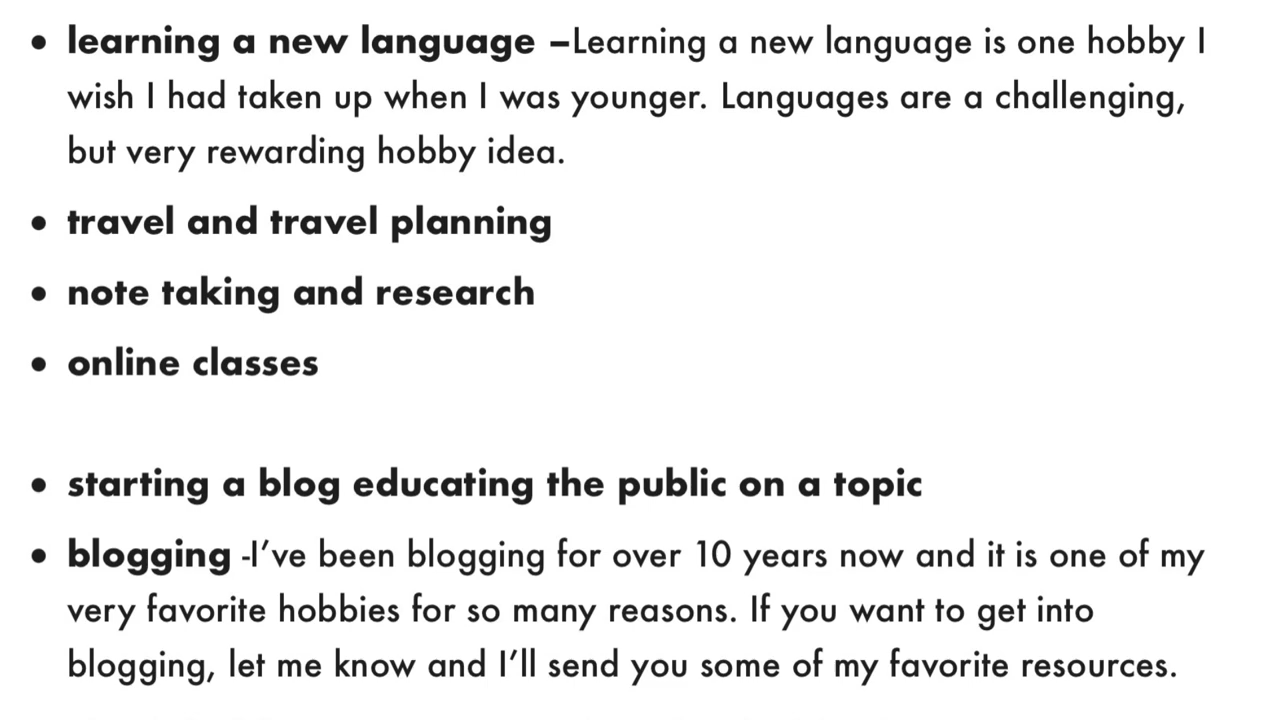 • learning a new language –Learning a new language is one hobby I
wish I had taken up when I was younger. Languages are a challenging,
but very rewarding hobby idea.
• travel and travel planning
• note taking and research
• online classes
• starting a blog educating the public on a topic
• blogging -I’ve been blogging for over 10 years now and it is one of my
very favorite hobbies for so many reasons. If you want to get into
blogging, let me know and I’ll send you some of my favorite resources.